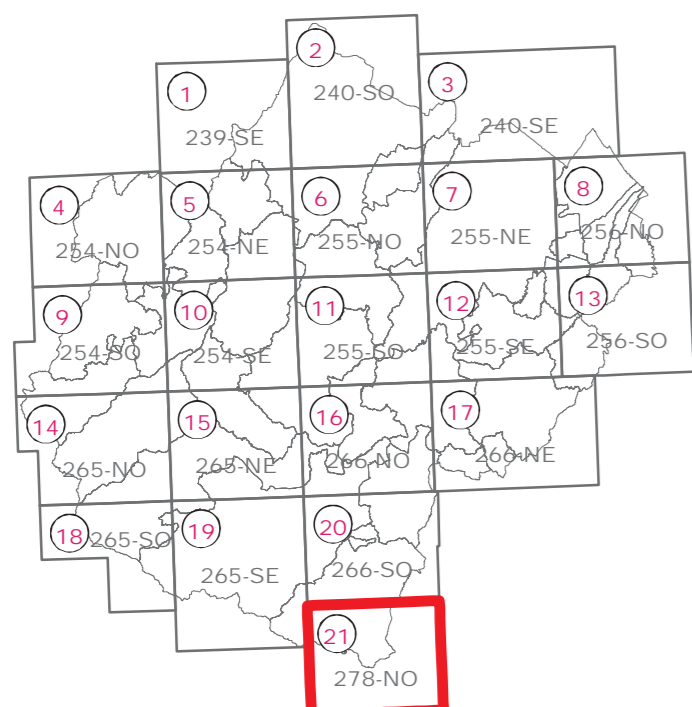 1
239-SE
2
240-SO
3
240-SE
4
254-NO
5
254-NE
6
255-NO
7
255-NE
8
256-NO
9
254-SO
10
254-SE
11
255-SO
12
255-SE
13
256-SO
14
265-NO
15
265-NE
16
266-NO
17
266-NE
18
265-SO
19
265-SE
20
266-SO
21
278-NO